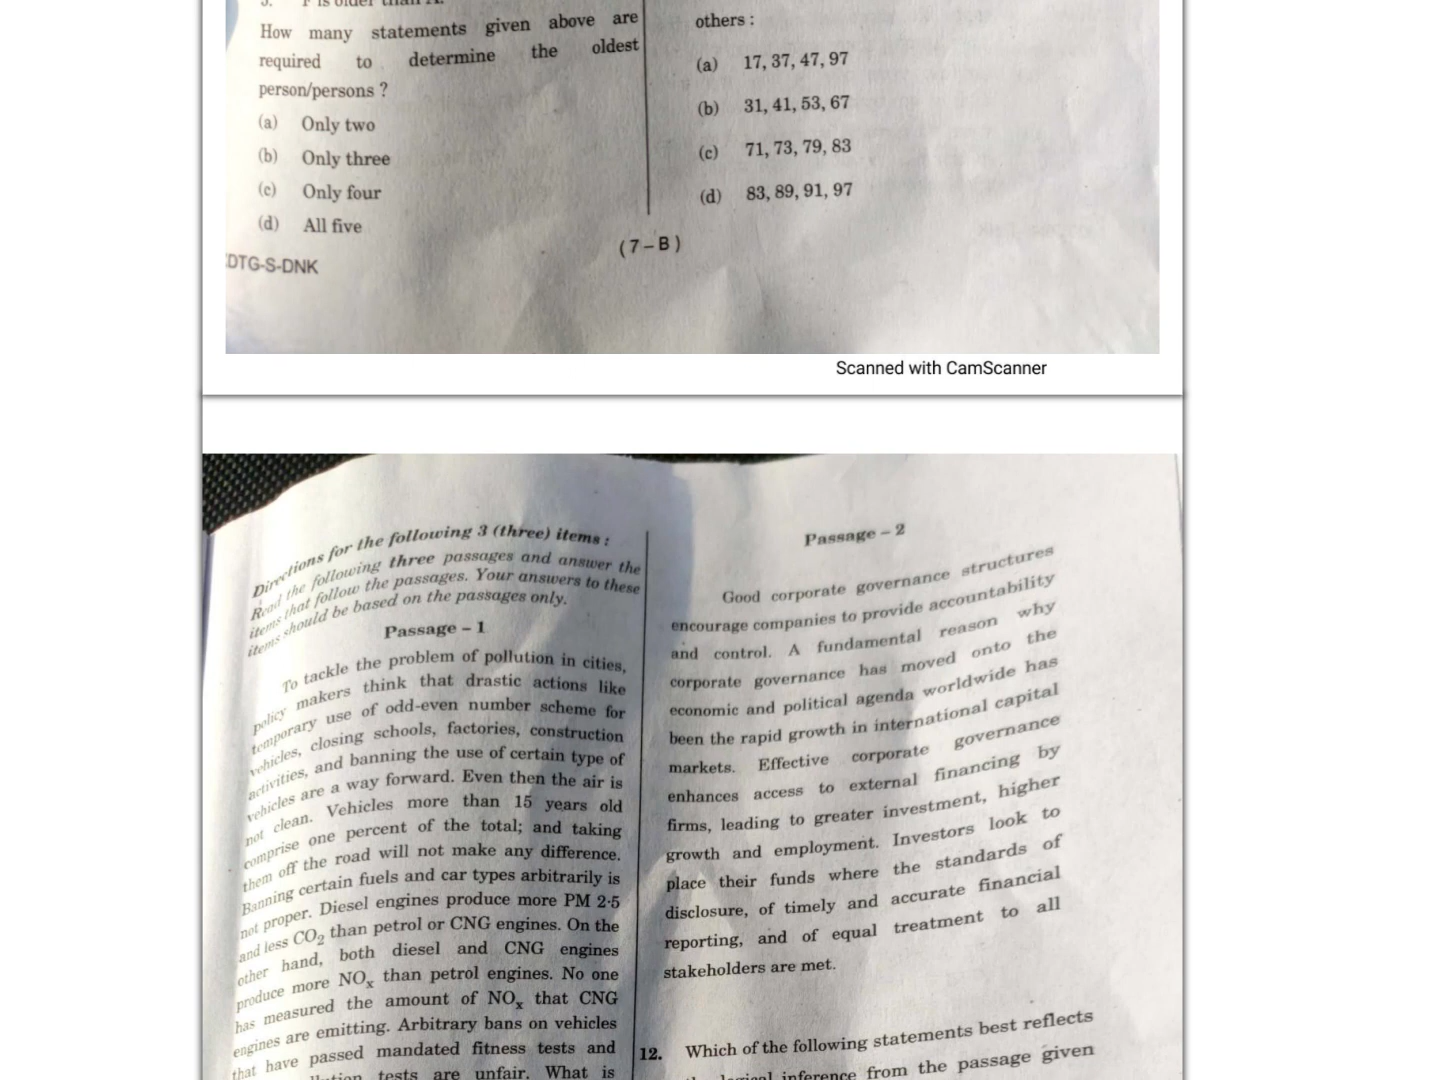 How many statements given above are
required to determine the oldest
person/persons ?
(a) Only two
(b) Only three
(c) Only four
(d) All five
DTG-S-DNK
others :
(a) 17, 37, 47, 97
(b) 31, 41, 53, 67
(c) 71, 73, 79, 83
(d) 83, 89, 91, 97
(7–B)
Scanned with CamScanner
Directions for the following 3 (three) items :
Read the following three passages and answer the
items that follow the passages. Your answers to these
items should be based on the passages only.
Passage – 1
To tackle the problem of pollution in cities,
policy makers think that drastic actions like
temporary use of odd-even number scheme for
vehicles, closing schools, factories, construction
activities, and banning the use of certain type of
vehicles are a way forward. Even then the air is
not clean. Vehicles more than 15 years old
comprise one percent of the total; and taking
them off the road will not make any difference.
Banning certain fuels and car types arbitrarily is
not proper. Diesel engines produce more PM 2·5
and less CO₂ than petrol or CNG engines. On the
other hand, both diesel and CNG engines
produce more NOₓ than petrol engines. No one
has measured the amount of NOₓ that CNG
engines are emitting. Arbitrary bans on vehicles
that have passed mandated fitness tests and
tests are unfair. What is
Passage – 2
Good corporate governance structures
encourage companies to provide accountability
and control. A fundamental reason why
corporate governance has moved onto the
economic and political agenda worldwide has
been the rapid growth in international capital
markets. Effective corporate governance
enhances access to external financing by
firms, leading to greater investment, higher
growth and employment. Investors look to
place their funds where the standards of
disclosure, of timely and accurate financial
reporting, and of equal treatment to all
stakeholders are met.
12. Which of the following statements best reflects
logical inference from the passage given